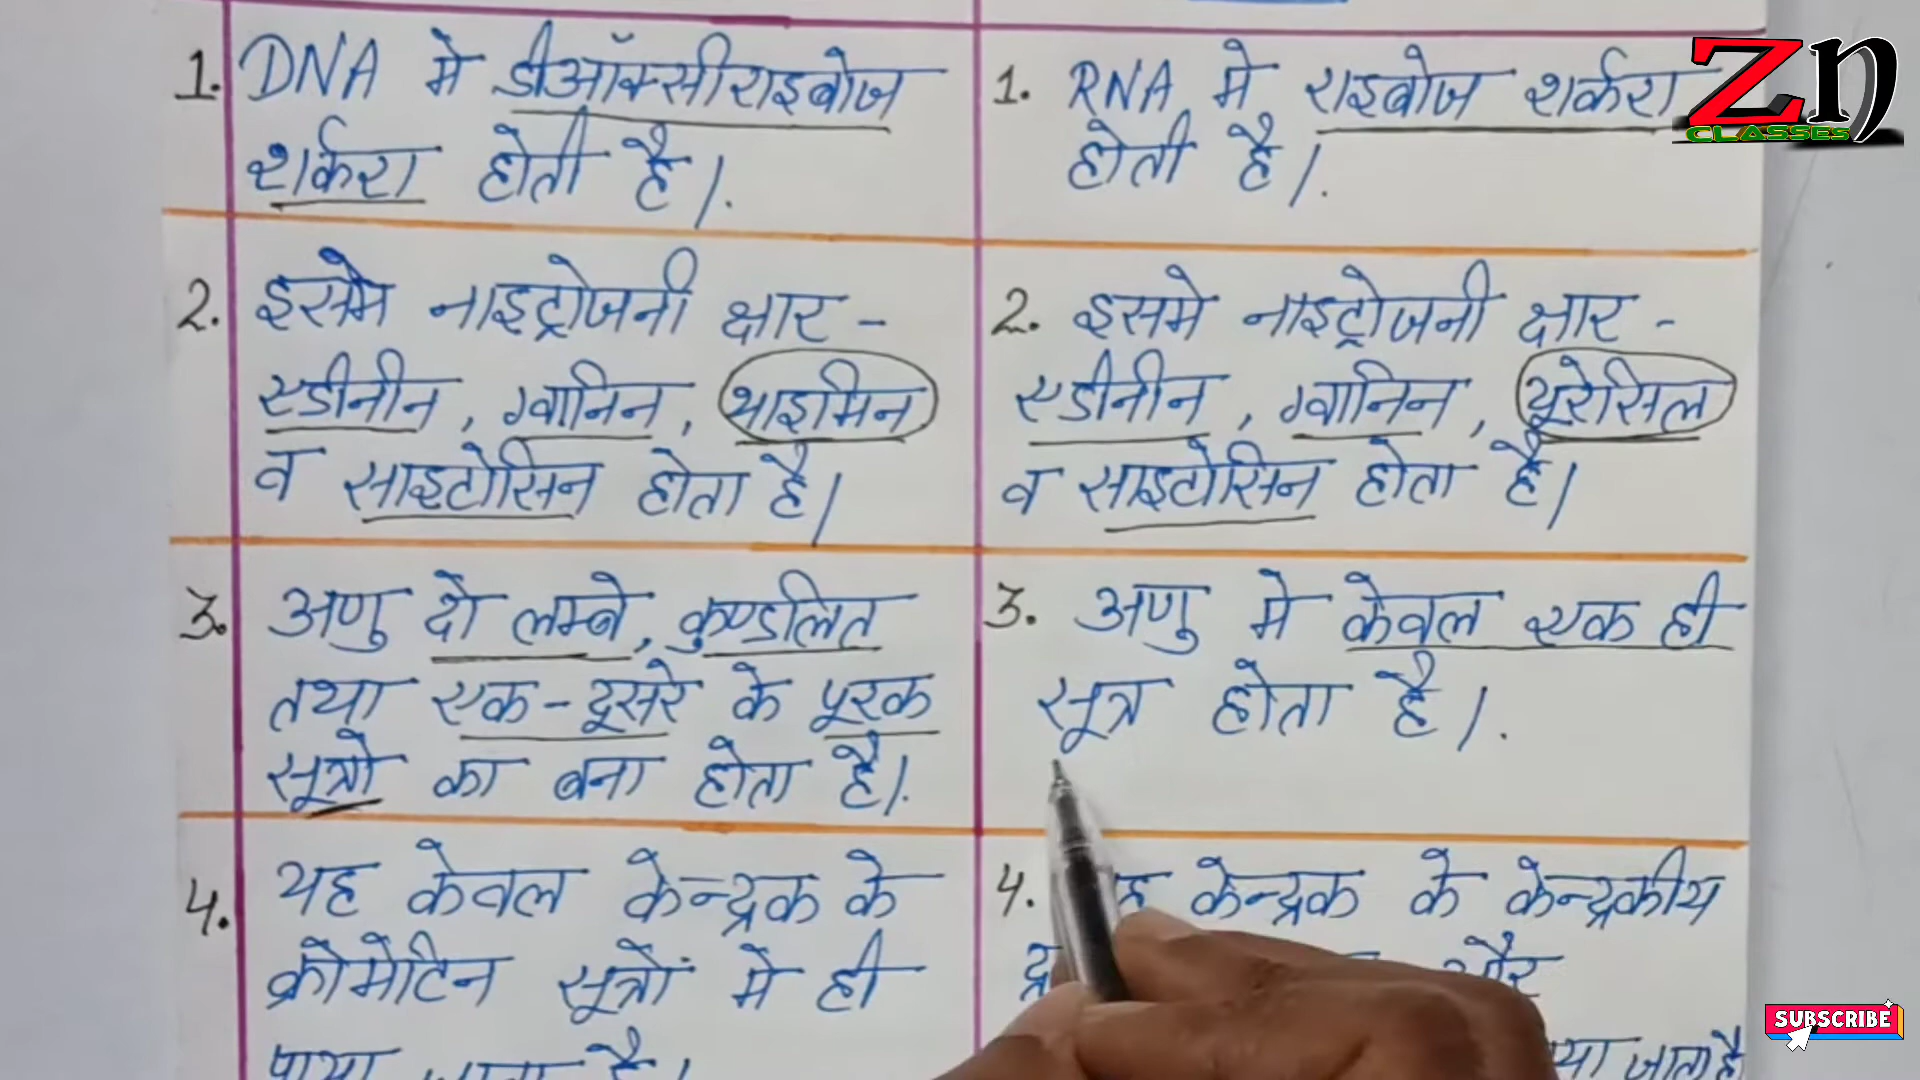 1. DNA मे डीऑक्सीराइबोज
शर्करा होती है।
2. इसमे नाइट्रोजनी क्षार -
एडीनीन, ग्वानिन, थाइमिन
व साइटोसिन होता है।
3. अणु दो लम्बे, कुण्डलित
तथा एक-दूसरे के पूरक
सूत्रो का बना होता है।
4. यह केवल केन्द्रक के
क्रोमेटिन सूत्रों मे ही
पाया जाता है।
1. RNA मे राइबोज शर्करा
होती है।
2. इसमे नाइट्रोजनी क्षार -
एडीनीन, ग्वानिन, यूरेसिल
व साइटोसिन होता है।
3. अणु मे केवल एक ही
सूत्र होता है।
4. केन्द्रक के केन्द्रकीय
और
जाता है
Zn
CLASSES
SUBSCRIBE